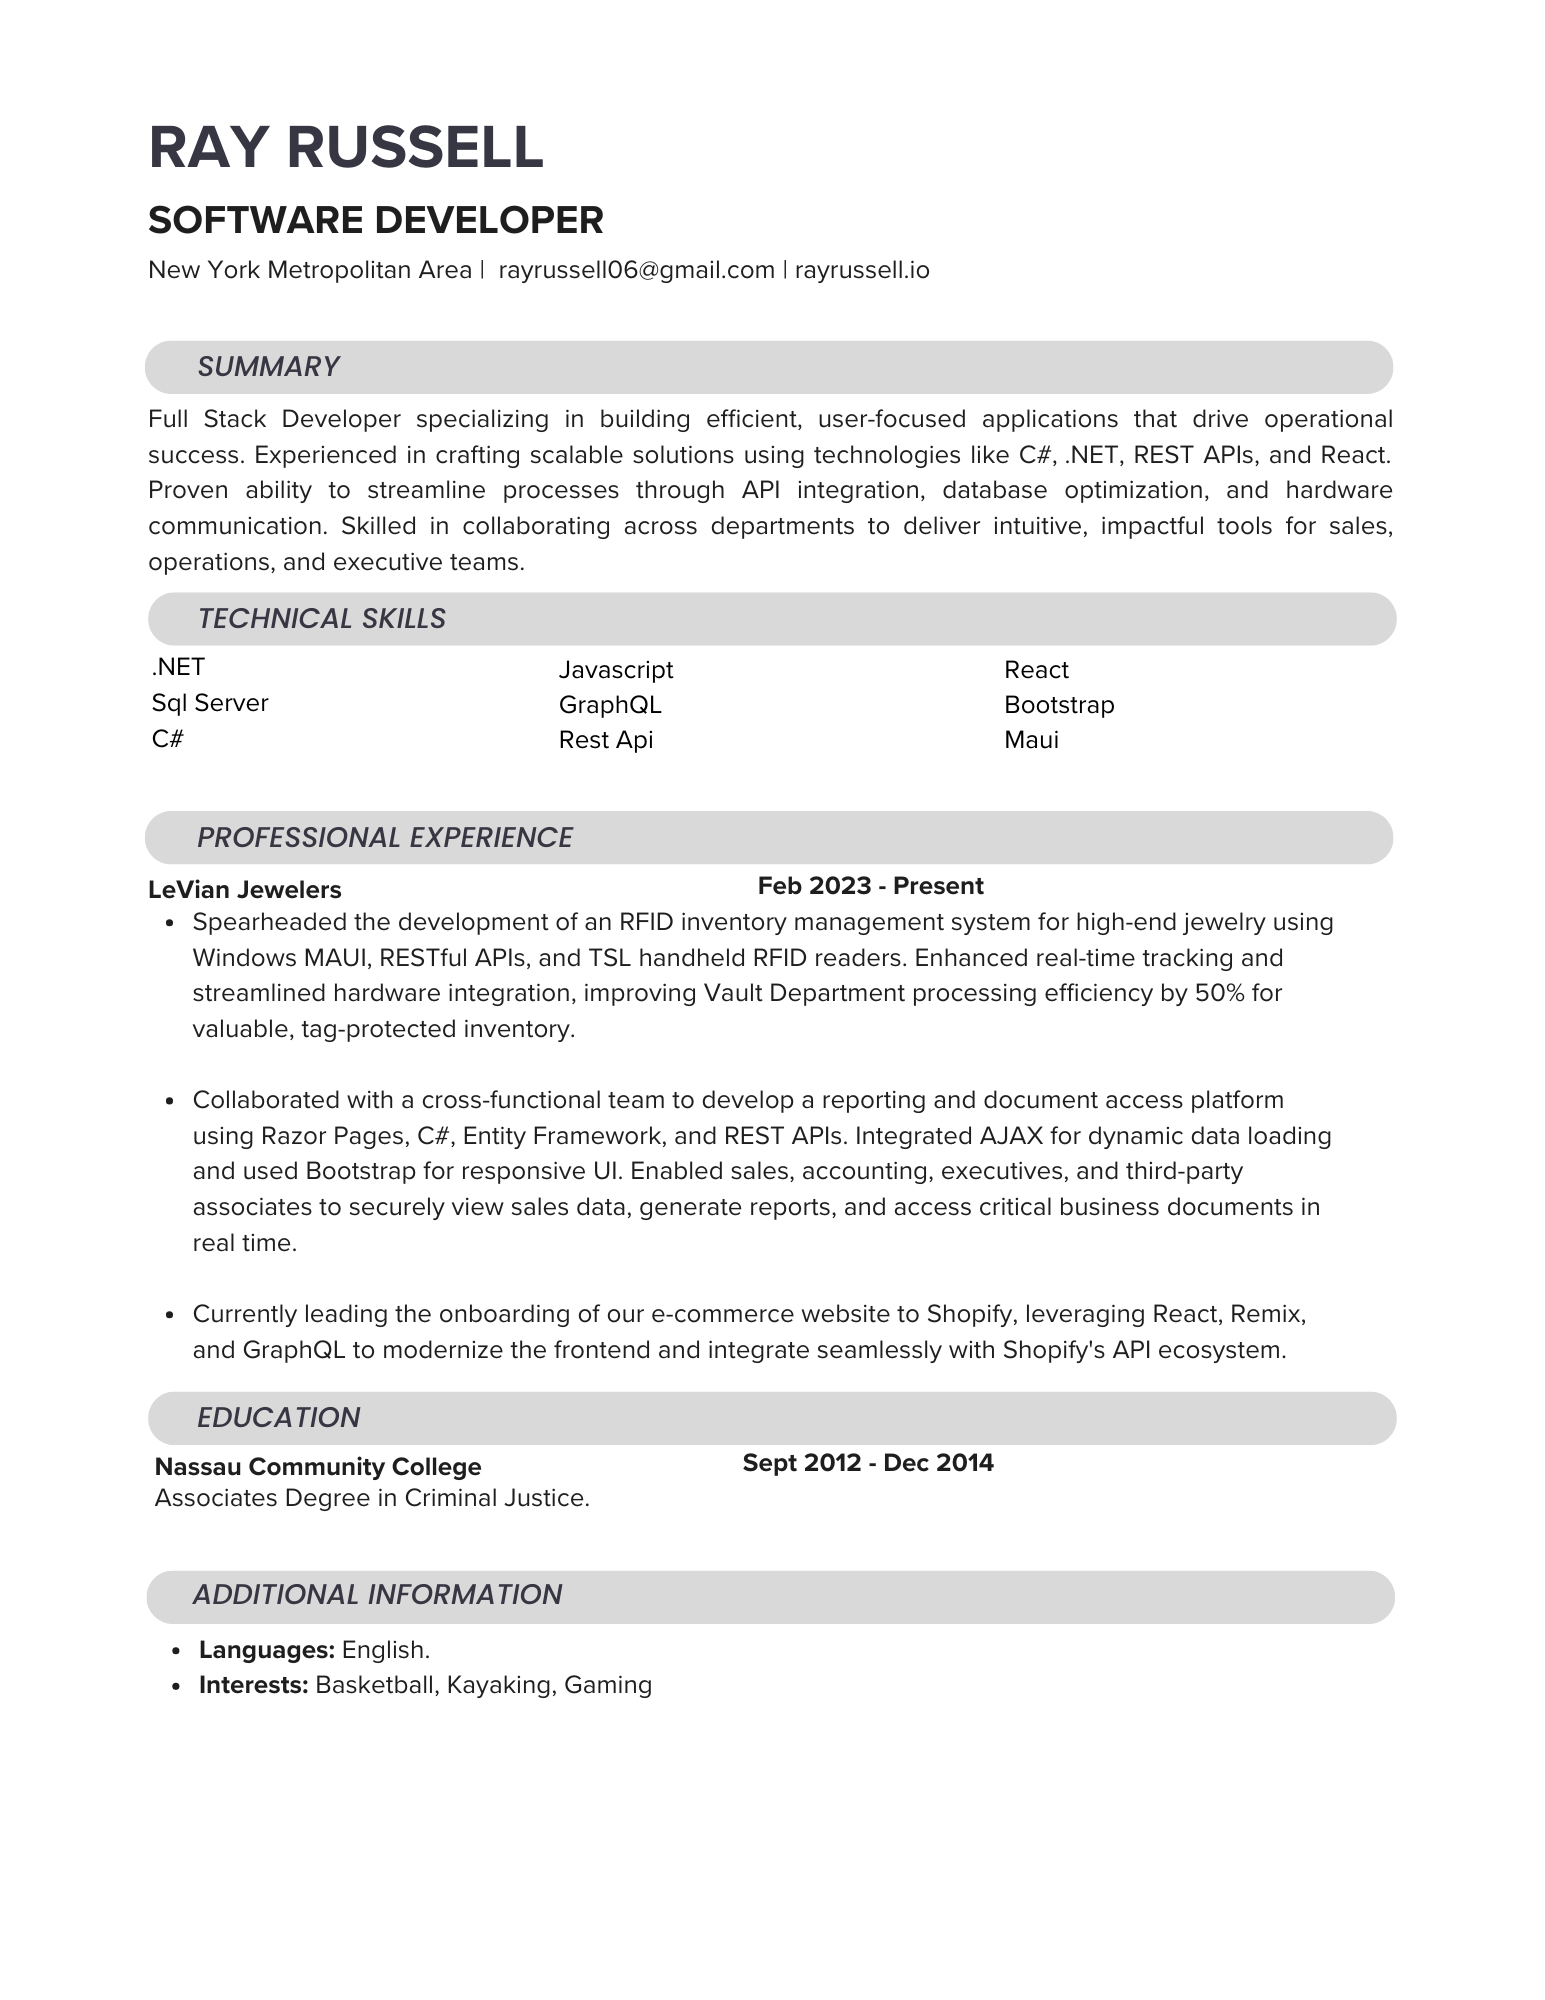 RAY RUSSELL
SOFTWARE DEVELOPER
New York Metropolitan Area | rayrussell06@gmail.com | rayrussell.io
SUMMARY
Full Stack Developer specializing in building efficient, user-focused applications that drive operational
success. Experienced in crafting scalable solutions using technologies like C#, .NET, REST APIs, and React.
Proven ability to streamline processes through API integration, database optimization, and hardware
communication. Skilled in collaborating across departments to deliver intuitive, impactful tools for sales,
operations, and executive teams.
TECHNICAL SKILLS
.NET
Sql Server
C#
Javascript
GraphQL
Rest Api
React
Bootstrap
Maui
PROFESSIONAL EXPERIENCE
LeVian Jewelers Feb 2023 - Present
• Spearheaded the development of an RFID inventory management system for high-end jewelry using
Windows MAUI, RESTful APIs, and TSL handheld RFID readers. Enhanced real-time tracking and
streamlined hardware integration, improving Vault Department processing efficiency by 50% for
valuable, tag-protected inventory.
• Collaborated with a cross-functional team to develop a reporting and document access platform
using Razor Pages, C#, Entity Framework, and REST APIs. Integrated AJAX for dynamic data loading
and used Bootstrap for responsive UI. Enabled sales, accounting, executives, and third-party
associates to securely view sales data, generate reports, and access critical business documents in
real time.
• Currently leading the onboarding of our e-commerce website to Shopify, leveraging React, Remix,
and GraphQL to modernize the frontend and integrate seamlessly with Shopify's API ecosystem.
EDUCATION
Nassau Community College Sept 2012 - Dec 2014
Associates Degree in Criminal Justice.
ADDITIONAL INFORMATION
• Languages: English.
• Interests: Basketball, Kayaking, Gaming